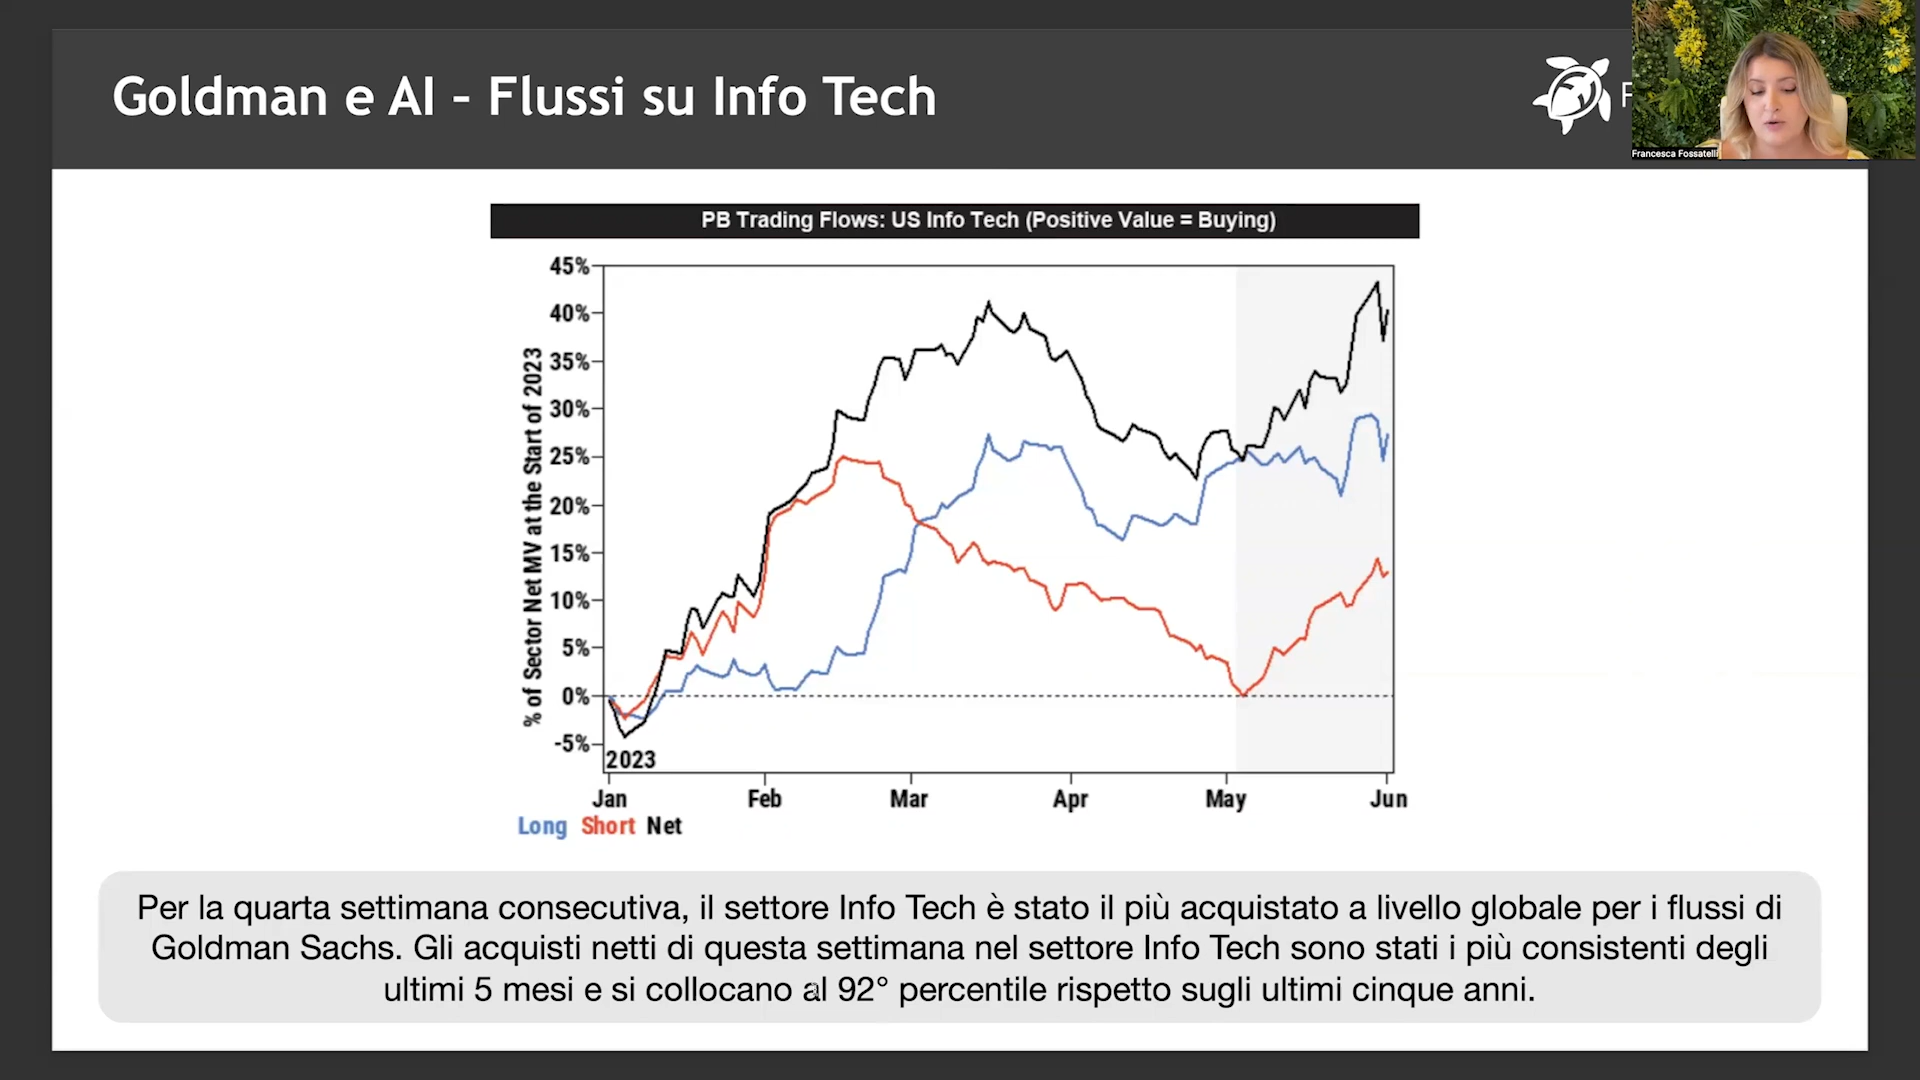 Goldman e AI - Flussi su Info Tech
Francesca Fossatelli
PB Trading Flows: US Info Tech (Positive Value = Buying)
% of Sector Net MV at the Start of 2023
45%
40%
35%
30%
25%
20%
15%
10%
5%
0%
-5%
2023
Jan Feb Mar Apr May Jun
Long Short Net
Per la quarta settimana consecutiva, il settore Info Tech è stato il più acquistato a livello globale per i flussi di
Goldman Sachs. Gli acquisti netti di questa settimana nel settore Info Tech sono stati i più consistenti degli
ultimi 5 mesi e si collocano al 92° percentile rispetto sugli ultimi cinque anni.